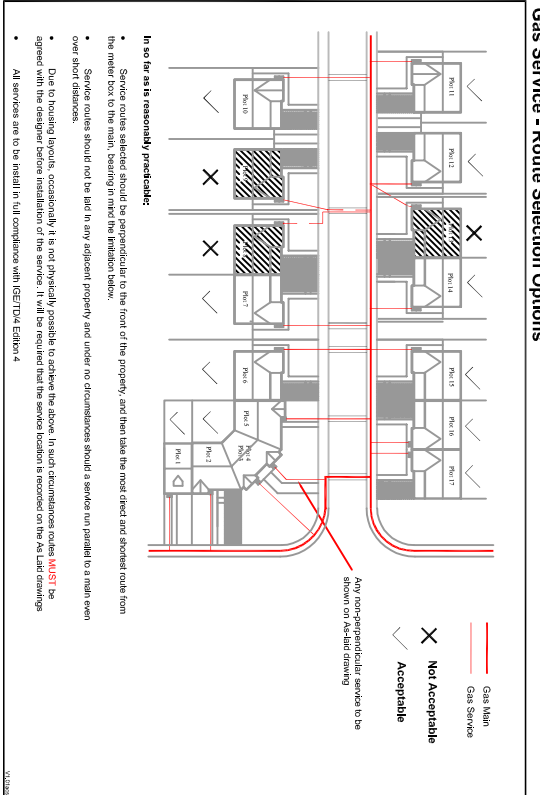 Gas Service - Route Selection Options
Plot 11
Plot 12
Plot 14
Plot 15
Plot 16
Plot 17
Plot 10
Plot 7
Plot 6
Plot 5
Plot 4
Plot 2
Plot 1
Gas Main
Gas Service
Not Acceptable
Acceptable
Any non-perpendicular service to be
shown on As-laid drawing
In so far as is reasonably practicable;
• Service routes selected should be perpendicular to the front of the property, and then take the most direct and shortest route from
the meter box to the main, bearing in mind the limitation below.
• Service routes should not be laid in any adjacent property and under no circumstances should a service run parallel to a main even
over short distances.
• Due to housing layouts, occasionally it is not physically possible to achieve the above. In such circumstances routes MUST be
agreed with the designer before installation of the service. It will be required that the service location is recorded on the As Laid drawings
• All services are to be install in full compliance with IGE/TD/4 Edition 4